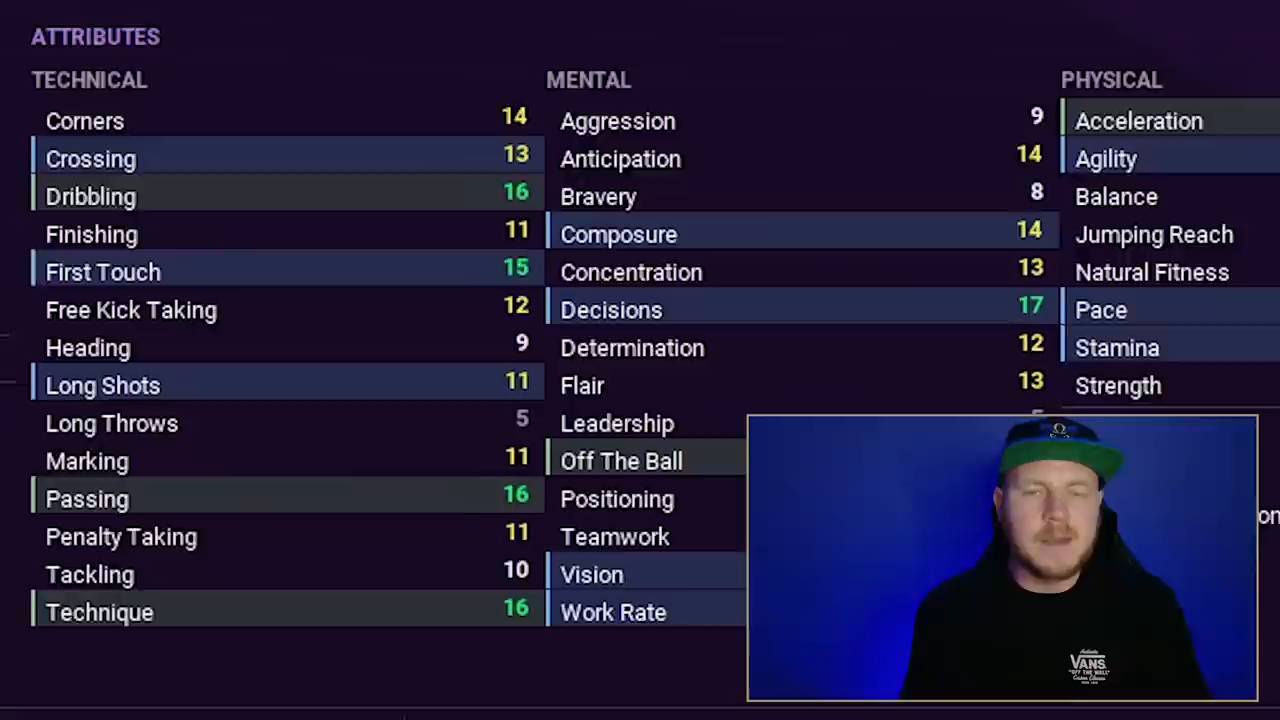 ATTRIBUTES
TECHNICAL
Corners 14
Crossing 13
Dribbling 16
Finishing 11
First Touch 15
Free Kick Taking 12
Heading 9
Long Shots 11
Long Throws 5
Marking 11
Passing 16
Penalty Taking 11
Tackling 10
Technique 16
MENTAL
Aggression 9
Anticipation 14
Bravery 8
Composure 14
Concentration 13
Decisions 17
Determination 12
Flair 13
Leadership
Off The Ball
Positioning
Teamwork
Vision
Work Rate
PHYSICAL
Acceleration
Agility
Balance
Jumping Reach
Natural Fitness
Pace
Stamina
Strength
on
VANS
"OFF THE WALL"